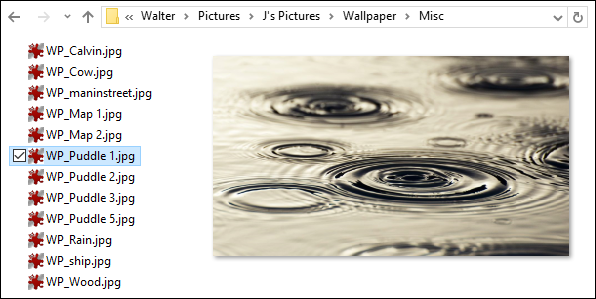 « Walter > Pictures > J's Pictures > Wallpaper > Misc
WP_Calvin.jpg
WP_Cow.jpg
WP_maninstreet.jpg
WP_Map 1.jpg
WP_Map 2.jpg
WP_Puddle 1.jpg
WP_Puddle 2.jpg
WP_Puddle 3.jpg
WP_Puddle 5.jpg
WP_Rain.jpg
WP_ship.jpg
WP_Wood.jpg